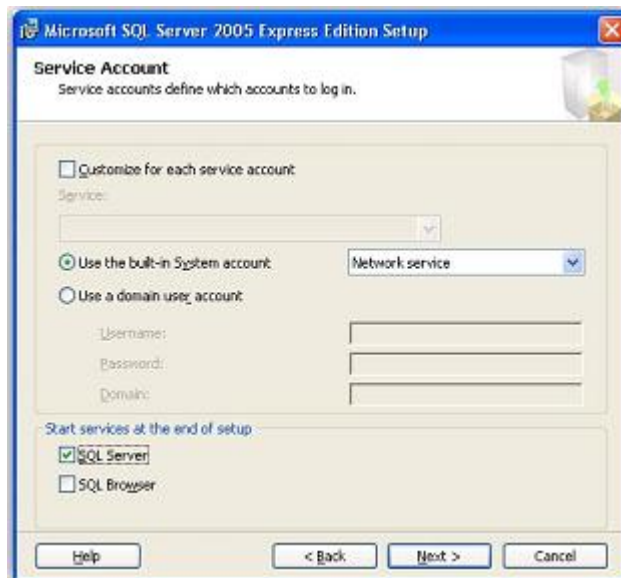 Microsoft SQL Server 2005 Express Edition Setup
Service Account
Service accounts define which accounts to log in.
Customize for each service account
Service:
Use the built-in System account
Network service
Use a domain user account
Username:
Password:
Domain:
Start services at the end of setup
SQL Server
SQL Browser
Help
< Back
Next >
Cancel